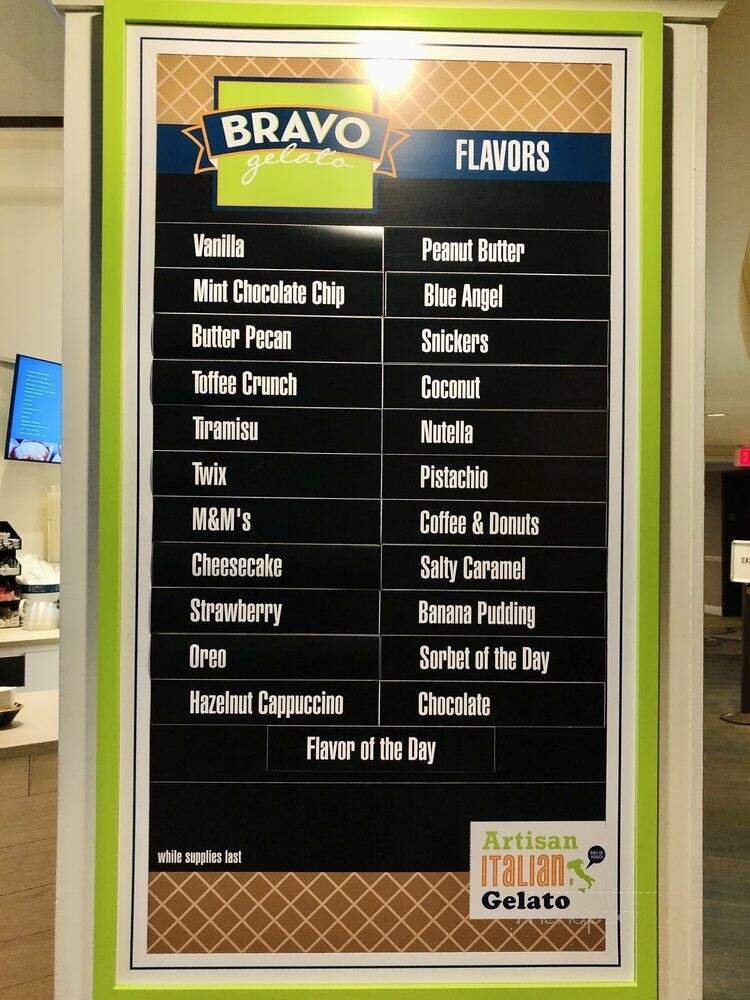 BRAVO
gelato
FLAVORS
Vanilla
Peanut Butter
Mint Chocolate Chip
Blue Angel
Butter Pecan
Snickers
Toffee Crunch
Coconut
Tiramisu
Nutella
Twix
Pistachio
M&M's
Coffee & Donuts
Cheesecake
Salty Caramel
Strawberry
Banana Pudding
Oreo
Sorbet of the Day
Hazelnut Cappuccino
Chocolate
Flavor of the Day
while supplies last
Artisan
ITALIAN
Gelato